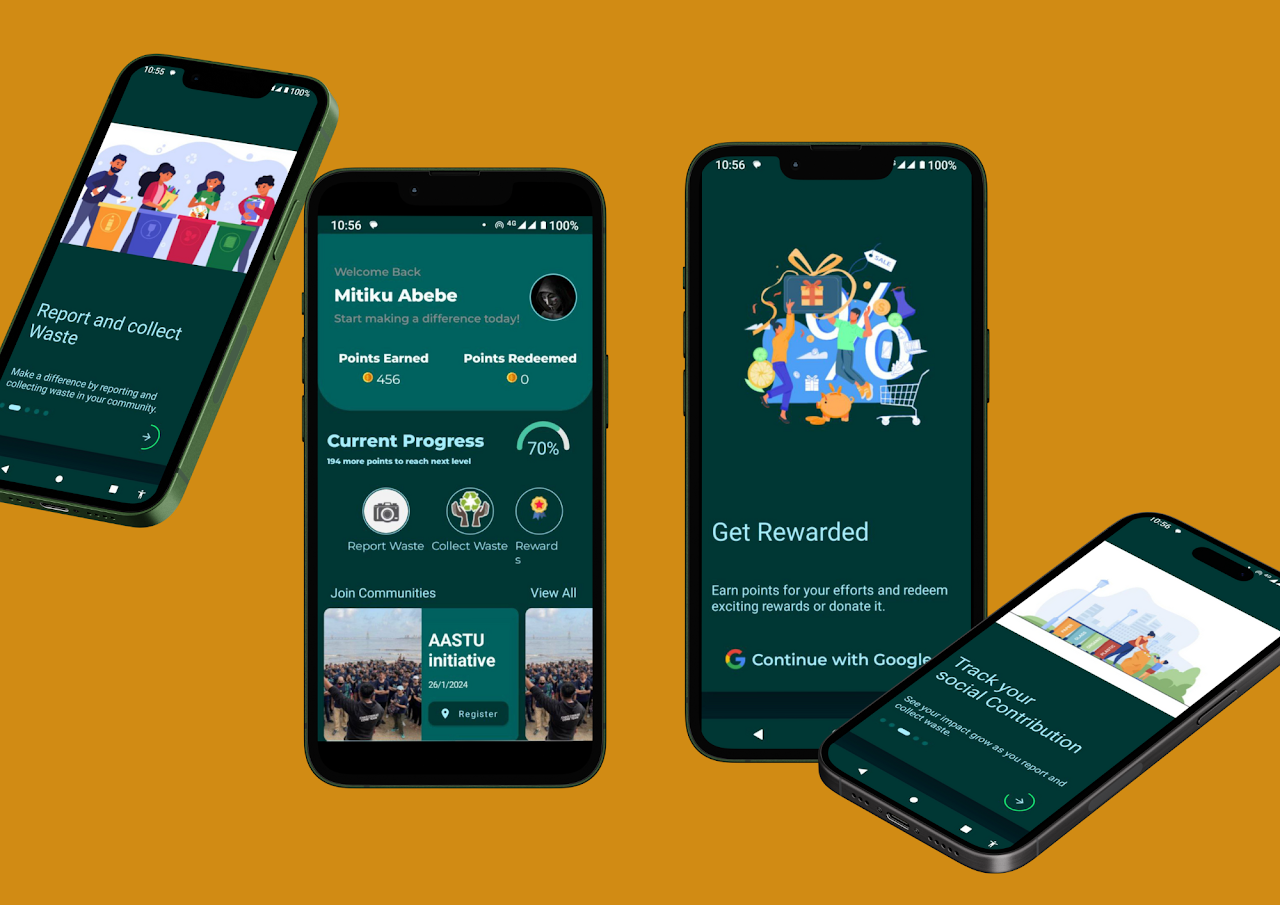 10:55
100%
Report and collect
Waste
Make a difference by reporting and
collecting waste in your community.
10:56
4G
100%
Welcome Back
Mitiku Abebe
Start making a difference today!
Points Earned
Points Redeemed
456
0
Current Progress
70%
194 more points to reach next level
Report Waste
Collect Waste
Reward
s
Join Communities
View All
AASTU
initiative
26/1/2024
Register
10:56
100%
SALE
%
Get Rewarded
Earn points for your efforts and redeem
exciting rewards or donate it.
Continue with Google
10:56
Track your
social Contribution
See your impact grow as you report and
collect waste.